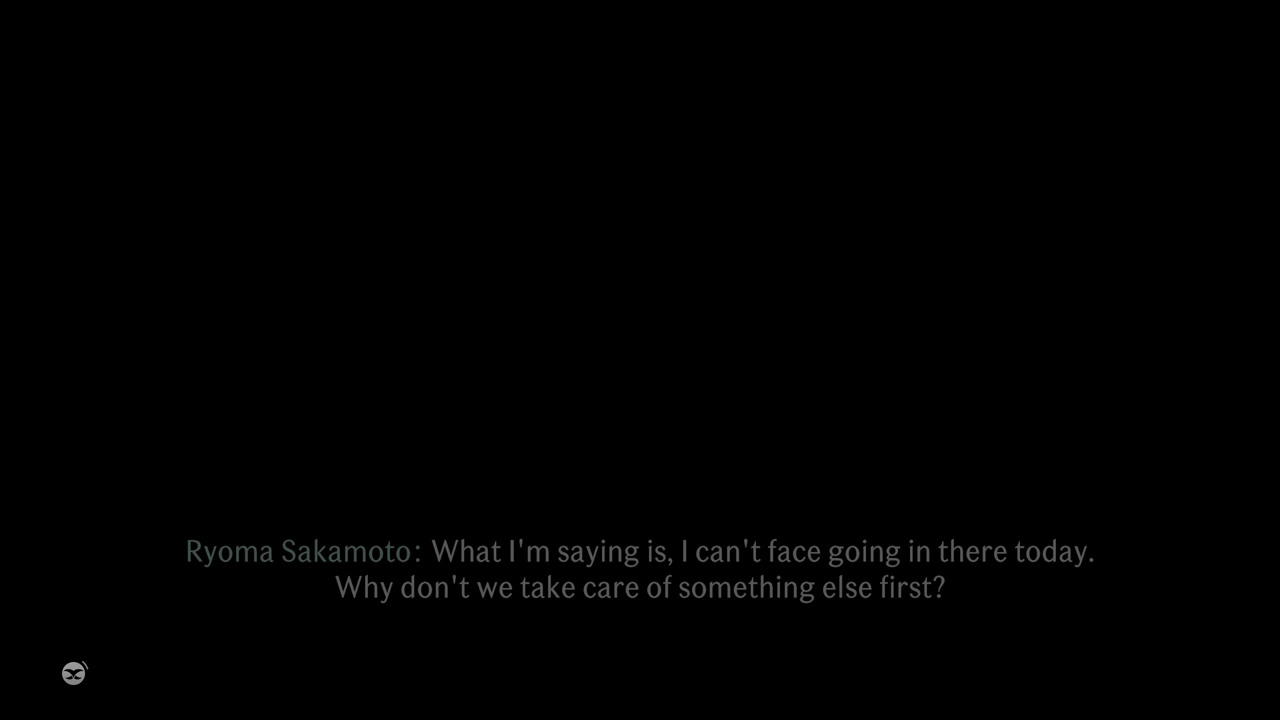 Ryoma Sakamoto: What I'm saying is, I can't face going in there today.
Why don't we take care of something else first?